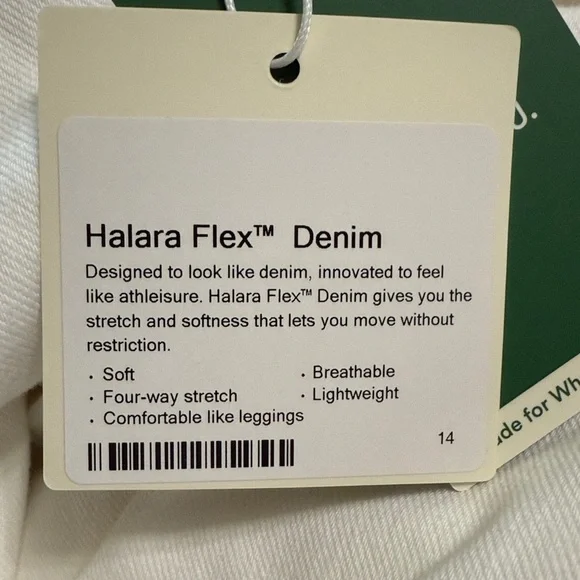 Halara Flex™ Denim
Designed to look like denim, innovated to feel
like athleisure. Halara Flex™ Denim gives you the
stretch and softness that lets you move without
restriction.
· Soft
· Breathable
· Four-way stretch
· Lightweight
· Comfortable like leggings
14
for